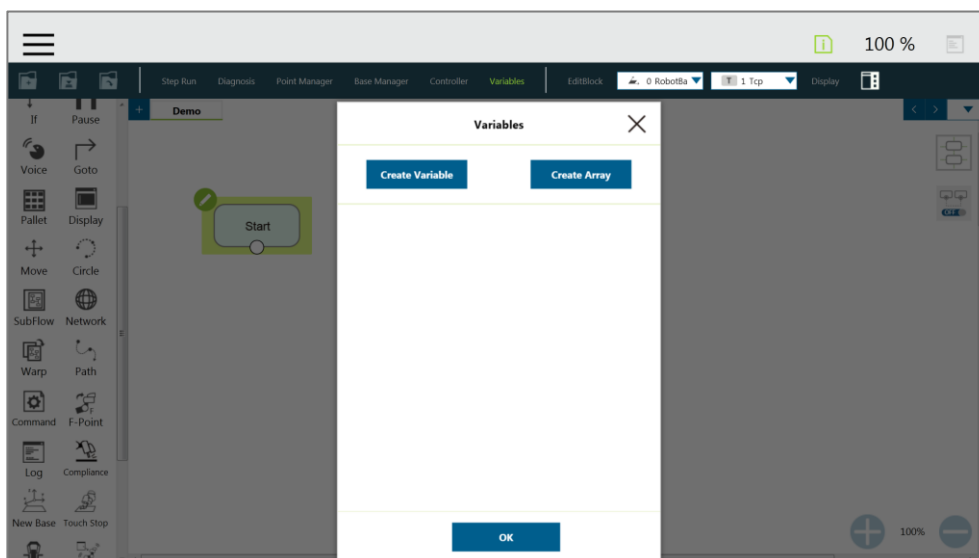 100 %
Step Run Diagnosis Point Manager Base Manager Controller Variables EditBlock 0 RobotBa T 1 Tcp Display
If Pause
Demo
Variables
Voice Goto
Create Variable Create Array
Pallet Display
OFF
Start
Move Circle
SubFlow Network
Warp Path
Command F-Point
Log Compliance
New Base Touch Stop
OK
100%